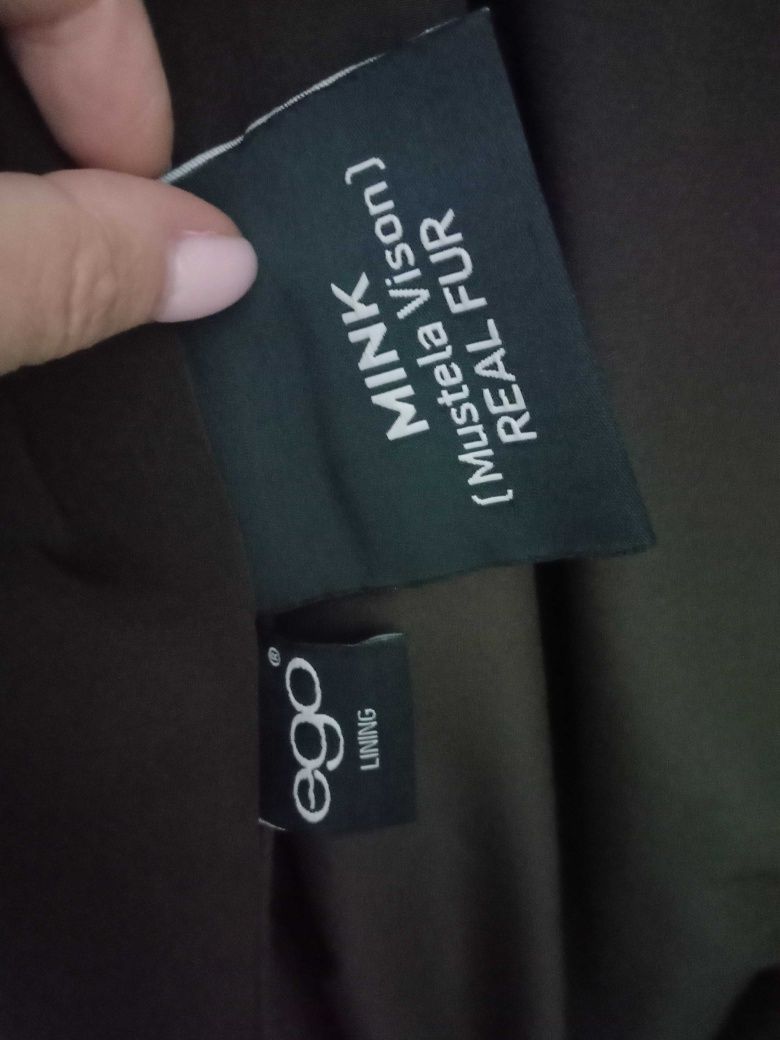 MINK
(Mustela Vison)
REAL FUR
ego®
LINING